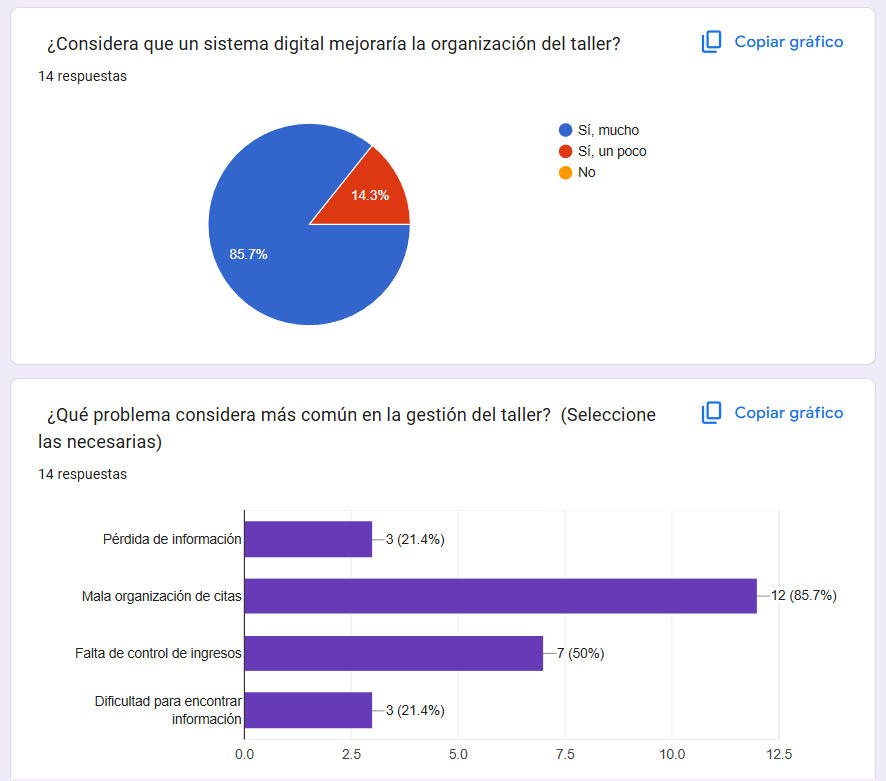 ¿Considera que un sistema digital mejoraría la organización del taller?
Copiar gráfico
14 respuestas
Sí, mucho
Sí, un poco
No
14.3%
85.7%
¿Qué problema considera más común en la gestión del taller?  (Seleccione
las necesarias)
Copiar gráfico
14 respuestas
Pérdida de información
3 (21.4%)
Mala organización de citas
12 (85.7%)
Falta de control de ingresos
7 (50%)
Dificultad para encontrar
información
3 (21.4%)
0.0 2.5 5.0 7.5 10.0 12.5